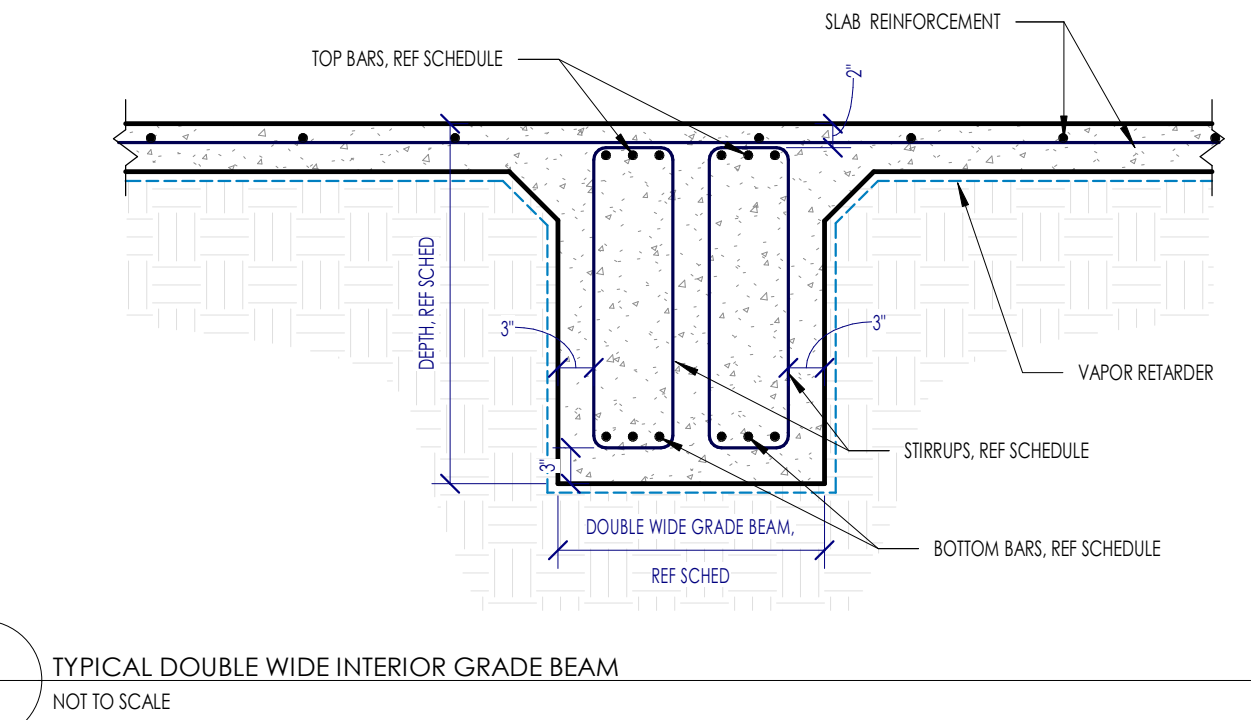 SLAB REINFORCEMENT
TOP BARS, REF SCHEDULE
2"
DEPTH, REF SCHED
3"
3"
VAPOR RETARDER
STIRRUPS, REF SCHEDULE
3"
DOUBLE WIDE GRADE BEAM,
REF SCHED
BOTTOM BARS, REF SCHEDULE
TYPICAL DOUBLE WIDE INTERIOR GRADE BEAM
NOT TO SCALE